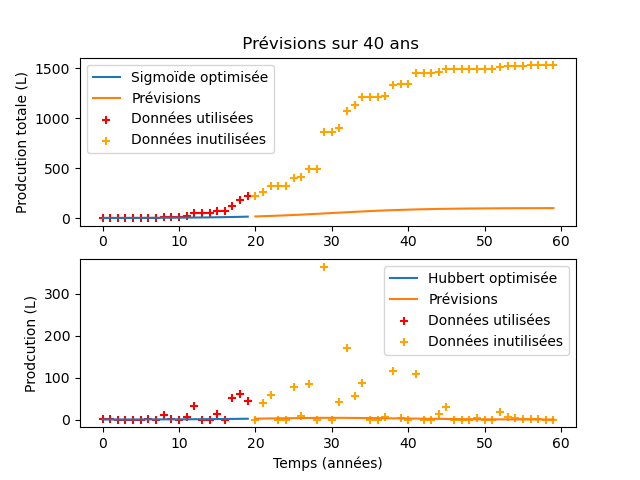 Prévisions sur 40 ans
Prodcution totale (L)
1500
1000
500
0
Sigmoïde optimisée
Prévisions
Données utilisées
Données inutilisées
0 10 20 30 40 50 60
Prodcution (L)
300
200
100
0
Hubbert optimisée
Prévisions
Données utilisées
Données inutilisées
0 10 20 30 40 50 60
Temps (années)